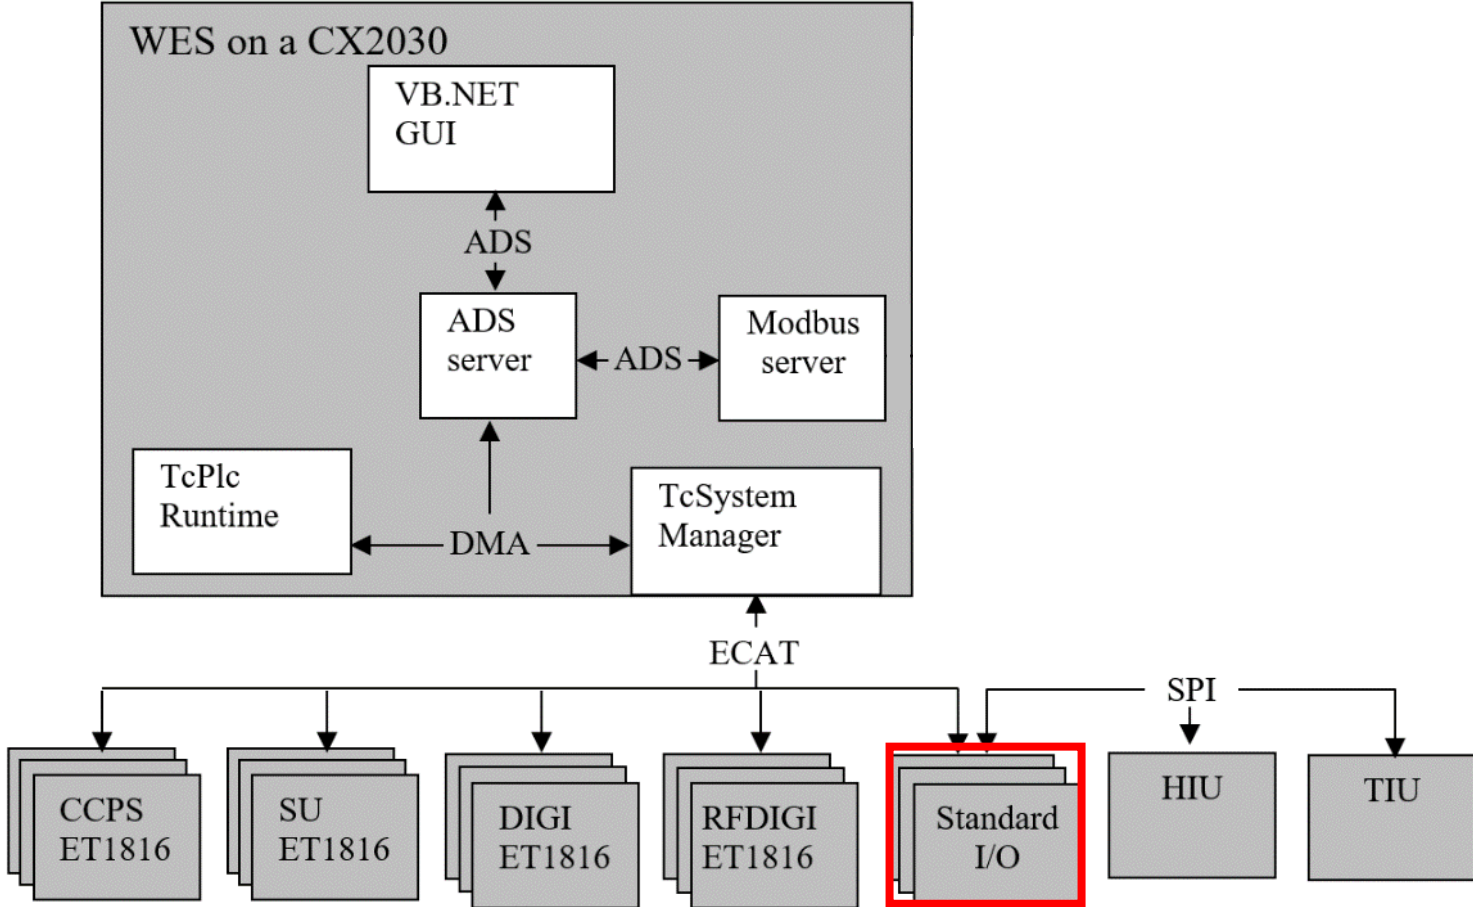 WES on a CX2030
VB.NET
GUI
ADS
ADS
server
ADS
Modbus
server
TcPlc
Runtime
DMA
TcSystem
Manager
ECAT
SPI
CCPS
ET1816
SU
ET1816
DIGI
ET1816
RFDIGI
ET1816
Standard
I/O
HIU
TIU